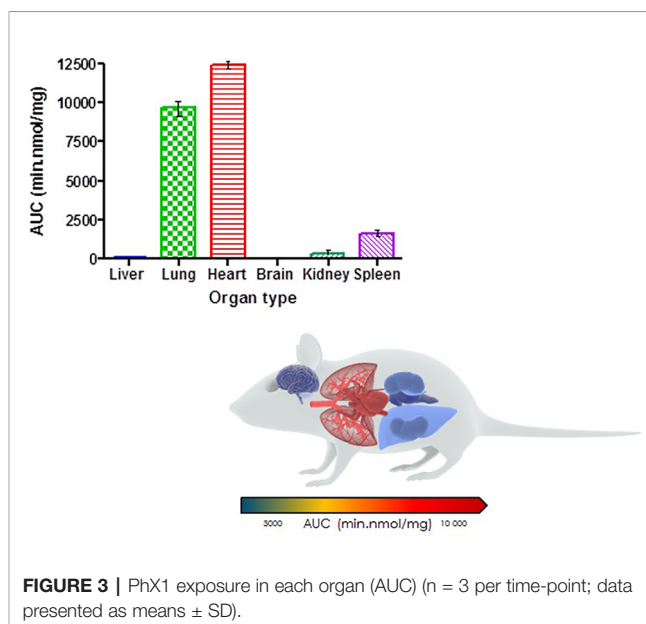 12500
10000
7500
5000
2500
0
AUC (min.nmol/mg)
Liver Lung Heart Brain Kidney Spleen
Organ type
3000 AUC (min.nmol/mg) 10 000
FIGURE 3 | PhX1 exposure in each organ (AUC) (n = 3 per time-point; data
presented as means ± SD).